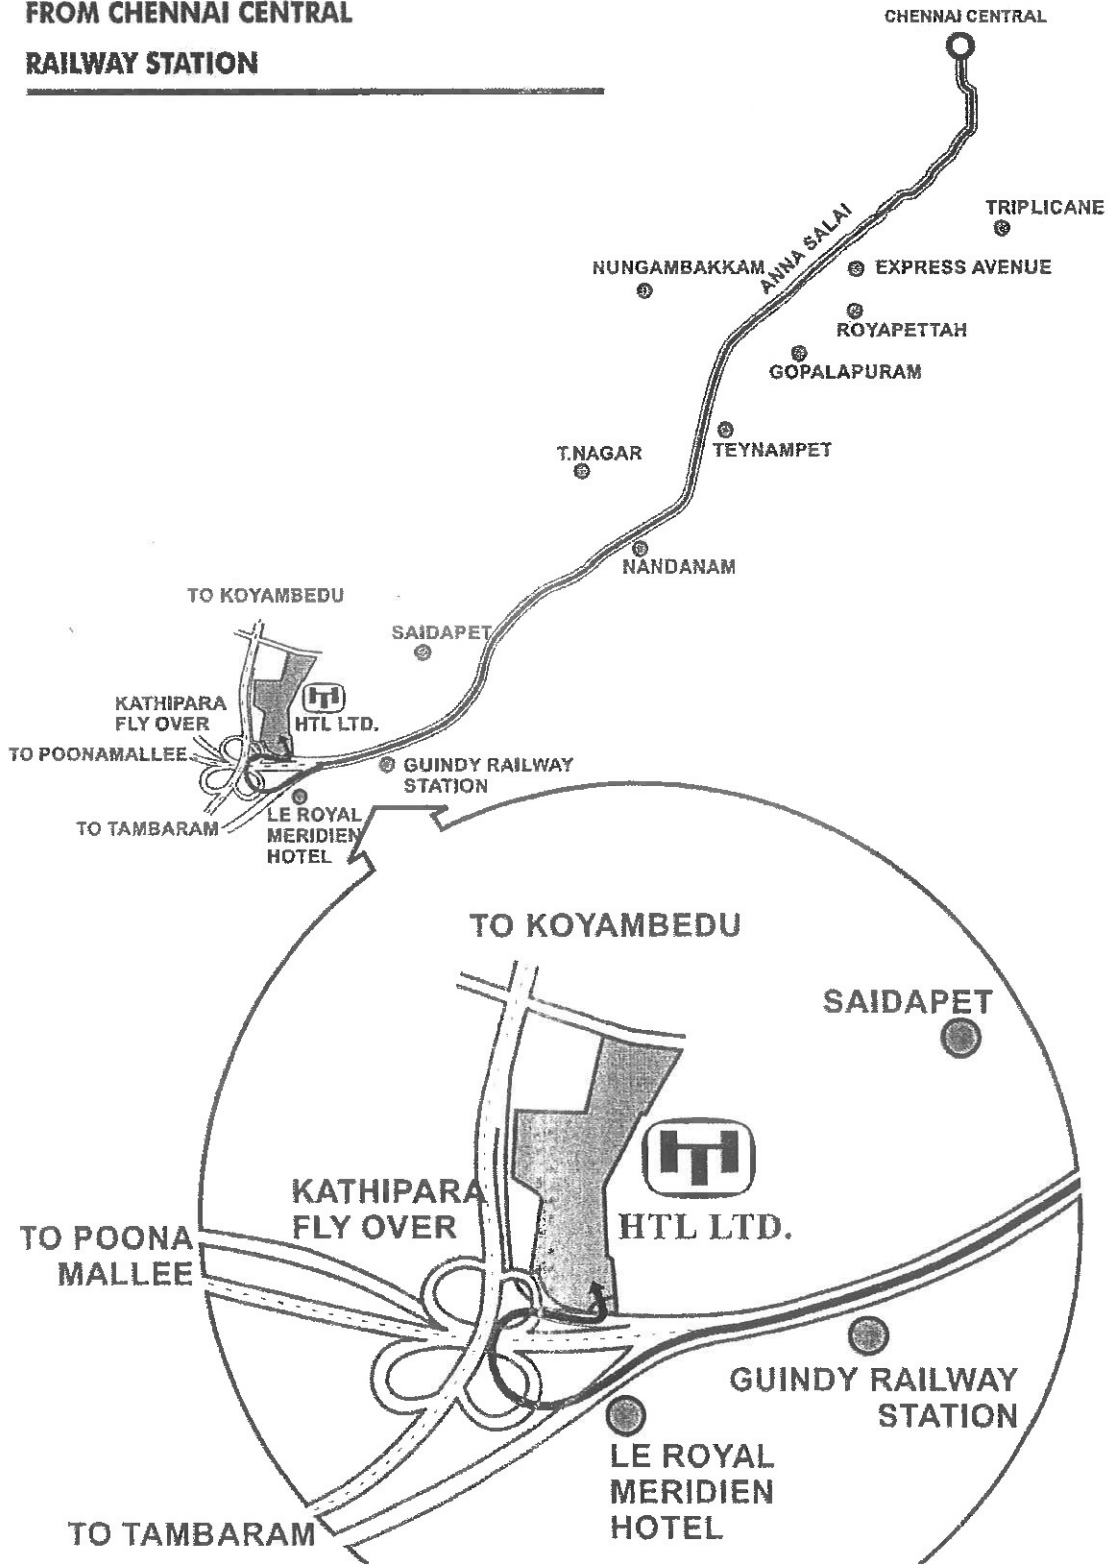 FROM CHENNAI CENTRAL
RAILWAY STATION
CHENNAI CENTRAL
TRIPLICANE
ANNA SALAI
NUNGAMBAKKAM
EXPRESS AVENUE
ROYAPETTAH
GOPALAPURAM
T.NAGAR
TEYNAMPET
NANDANAM
TO KOYAMBEDU
SAIDAPET
KATHIPARA
FLY OVER
HTL LTD.
TO POONAMALLEE
GUINDY RAILWAY
STATION
LE ROYAL
MERIDIEN
HOTEL
TO TAMBARAM
TO KOYAMBEDU
SAIDAPET
KATHIPARA
FLY OVER
HTL LTD.
TO POONA
MALLEE
GUINDY RAILWAY
STATION
LE ROYAL
MERIDIEN
HOTEL
TO TAMBARAM